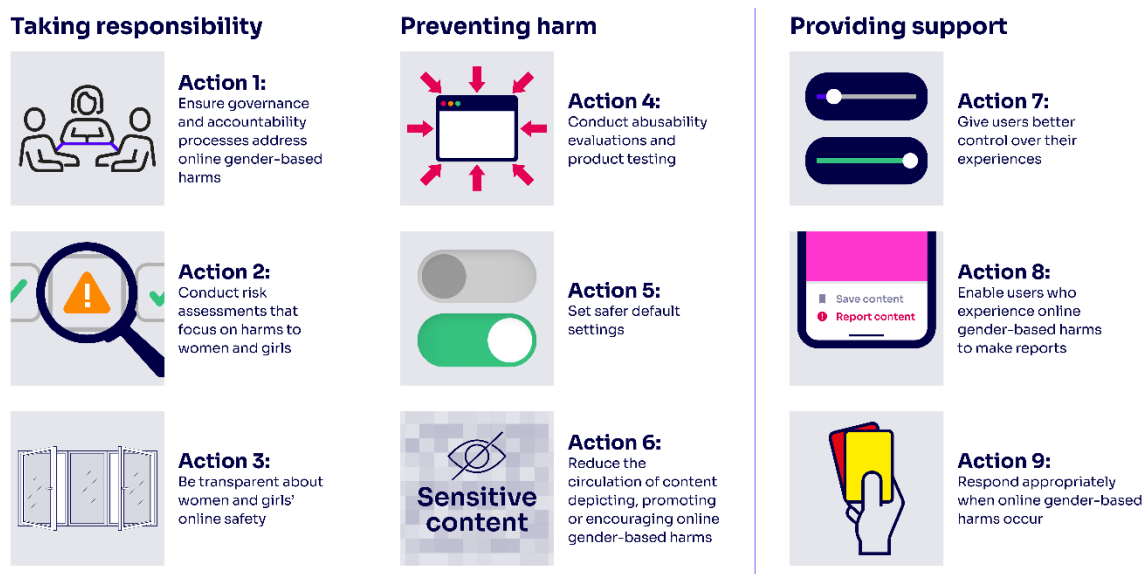 Taking responsibility
Action 1:
Ensure governance
and accountability
processes address
online gender-based
harms
Action 2:
Conduct risk
assessments that
focus on harms to
women and girls
Action 3:
Be transparent about
women and girls'
online safety
Preventing harm
Action 4:
Conduct abusability
evaluations and
product testing
Action 5:
Set safer default
settings
Sensitive
content
Action 6:
Reduce the
circulation of content
depicting, promoting
or encouraging online
gender-based harms
Providing support
Action 7:
Give users better
control over their
experiences
Save content
Report content
Action 8:
Enable users who
experience online
gender-based harms
to make reports
Action 9:
Respond appropriately
when online gender-based
harms occur